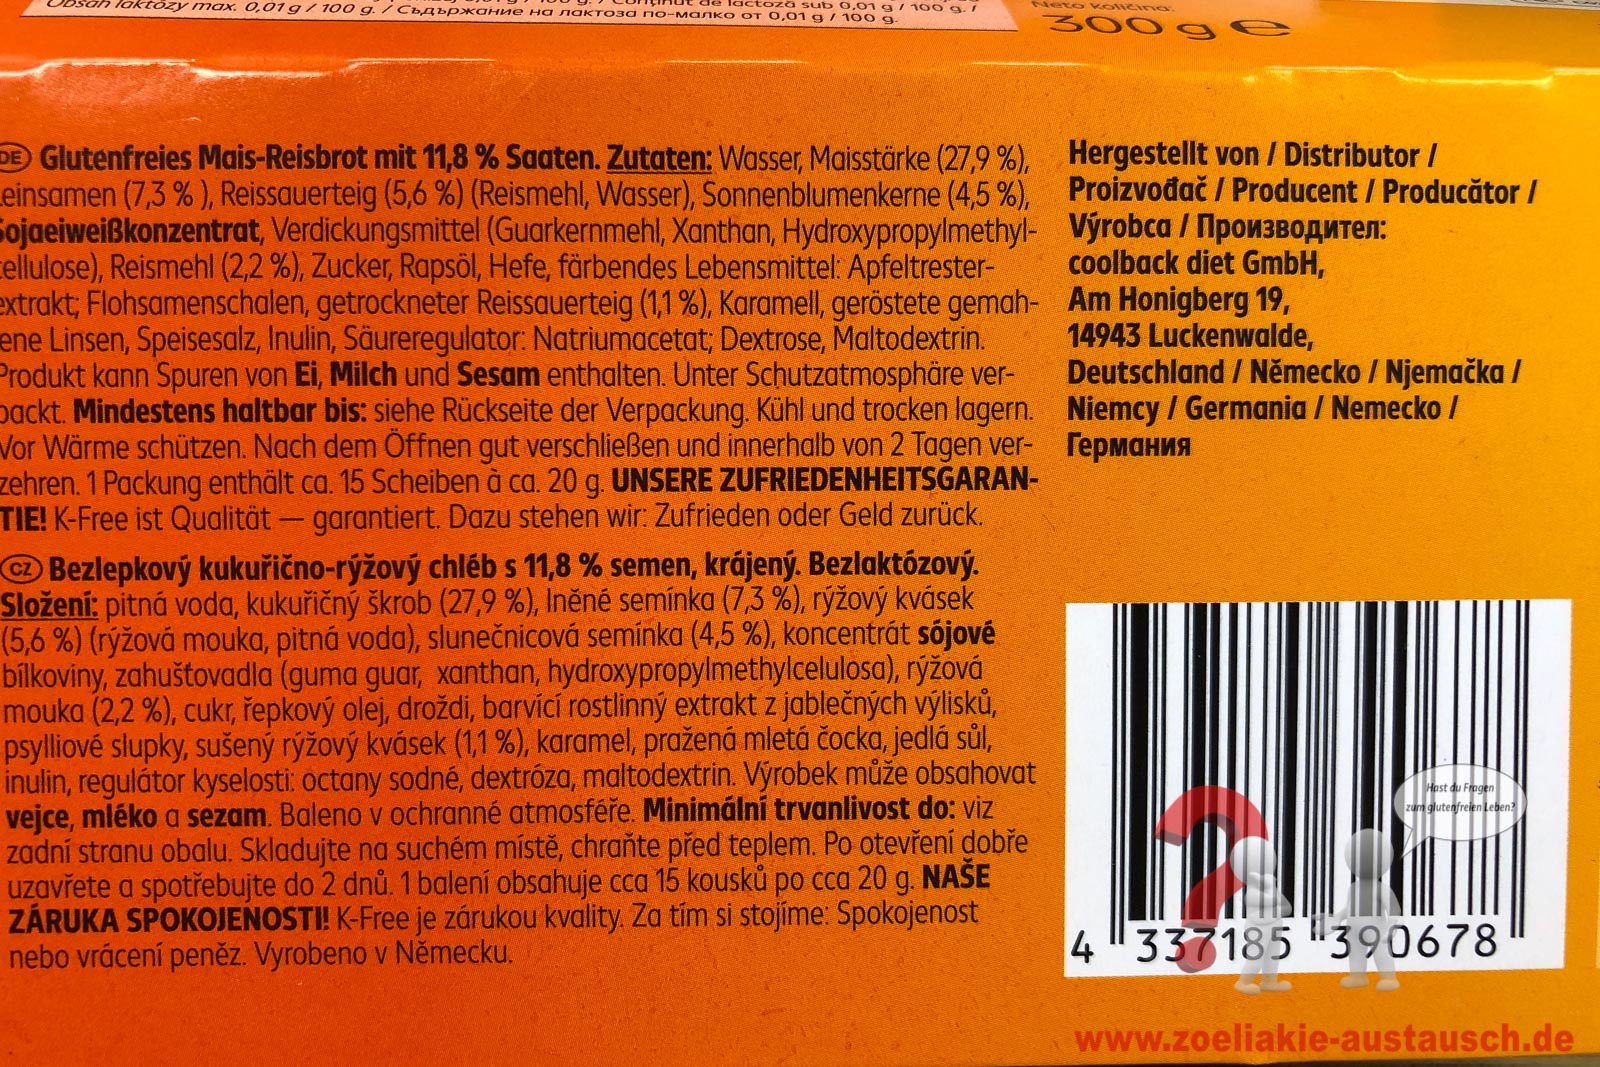 Obsah laktózy max. 0,01 g / 100 g. / Съдържание на лактоза по-малко от 0,01 g / 100 g.
Conținut de lactoză sub 0,01 g / 100 g. /
Neto količina:
300 g e
DE Glutenfreies Mais-Reisbrot mit 11,8 % Saaten. Zutaten: Wasser, Maisstärke (27,9 %),
Leinsamen (7,3 % ), Reissauerteig (5,6 %) (Reismehl, Wasser), Sonnenblumenkerne (4,5 %),
Sojaeiweißkonzentrat, Verdickungsmittel (Guarkernmehl, Xanthan, Hydroxypropylmethyl-
cellulose), Reismehl (2,2 %), Zucker, Rapsöl, Hefe, färbendes Lebensmittel: Apfeltrester-
extrakt; Flohsamenschalen, getrockneter Reissauerteig (1,1 %), Karamell, geröstete gemah-
lene Linsen, Speisesalz, Inulin, Säureregulator: Natriumacetat; Dextrose, Maltodextrin.
Produkt kann Spuren von Ei, Milch und Sesam enthalten. Unter Schutzatmosphäre ver-
packt. Mindestens haltbar bis: siehe Rückseite der Verpackung. Kühl und trocken lagern.
Vor Wärme schützen. Nach dem Öffnen gut verschließen und innerhalb von 2 Tagen ver-
zehren. 1 Packung enthält ca. 15 Scheiben à ca. 20 g. UNSERE ZUFRIEDENHEITSGARAN-
TIE! K-Free ist Qualität — garantiert. Dazu stehen wir: Zufrieden oder Geld zurück.
CZ Bezlepkový kukuřično-rýžový chléb s 11,8 % semen, krájený. Bezlaktózový.
Složení: pitná voda, kukuřičný škrob (27,9 %), lněné semínka (7,3 %), rýžový kvásek
(5,6 %) (rýžová mouka, pitná voda), slunečnicová semínka (4,5 %), koncentrát sójové
bílkoviny, zahušťovadla (guma guar, xanthan, hydroxypropylmethylcelulosa), rýžová
mouka (2,2 %), cukr, řepkový olej, droždí, barvící rostlinný extrakt z jablečných výlisků,
psylliové slupky, sušený rýžový kvásek (1,1 %), karamel, pražená mletá čocka, jedlá sůl,
inulin, regulátor kyselosti: octany sodné, dextróza, maltodextrin. Výrobek může obsahovat
vejce, mléko a sezam. Baleno v ochranné atmosféře. Minimální trvanlivost do: viz
zadní stranu obalu. Skladujte na suchém místě, chraňte před teplem. Po otevření dobře
uzavřete a spotřebujte do 2 dnů. 1 balení obsahuje cca 15 kousků po cca 20 g. NAŠE
ZÁRUKA SPOKOJENOSTI! K-Free je zárukou kvality. Za tím si stojíme: Spokojenost
nebo vrácení peněz. Vyrobeno v Německu.
Hergestellt von / Distributor /
Proizvođač / Producent / Producător /
Výrobca / Производител:
coolback diet GmbH,
Am Honigberg 19,
14943 Luckenwalde,
Deutschland / Německo / Njemačka /
Niemcy / Germania / Nemecko /
Германия
Hast du Fragen
zum glutenfreien Leben?
4 337185 390678
www.zoeliakie-austausch.de